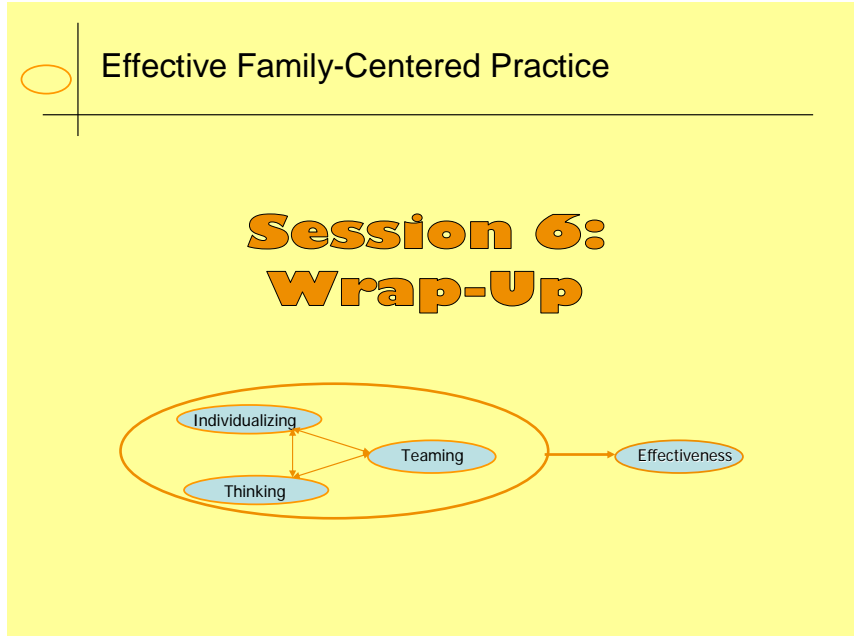 Effective Family-Centered Practice
Session 6:
Wrap-Up
Individualizing
Teaming
Effectiveness
Thinking